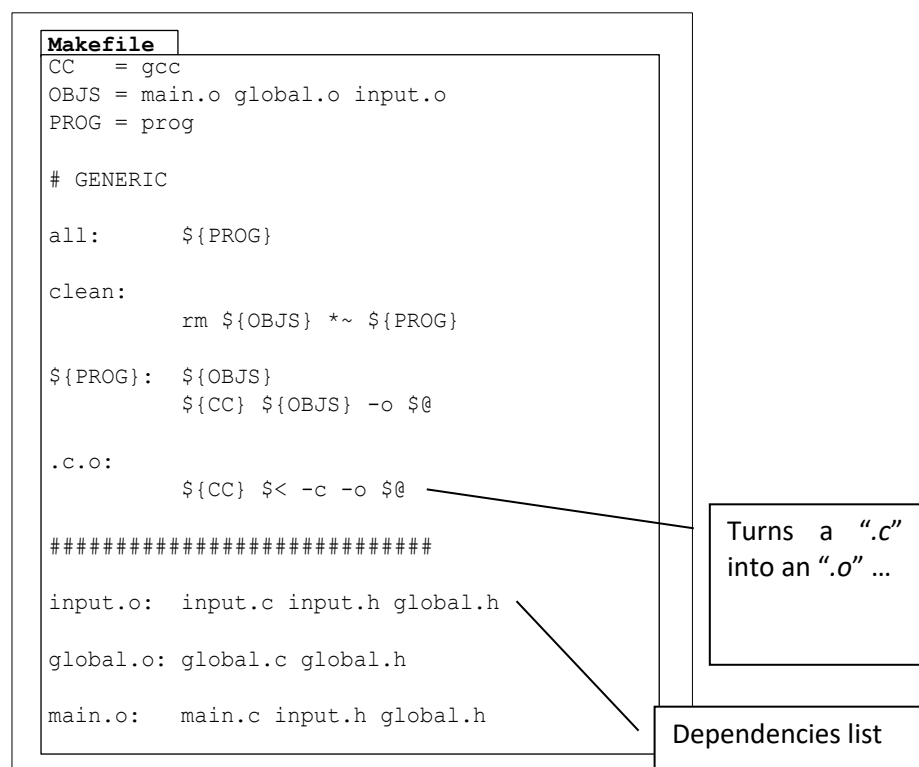 Makefile
CC = gcc
OBJS = main.o global.o input.o
PROG = prog
# GENERIC
all: ${PROG}
clean:
rm ${OBJS} *~ ${PROG}
${PROG}: ${OBJS}
${CC} ${OBJS} -o $@
.c.o:
${CC} $< -c -o $@
#############################
input.o: input.c input.h global.h
global.o: global.c global.h
main.o: main.c input.h global.h
Turns a “.c”
into an “.o” …
Dependencies list